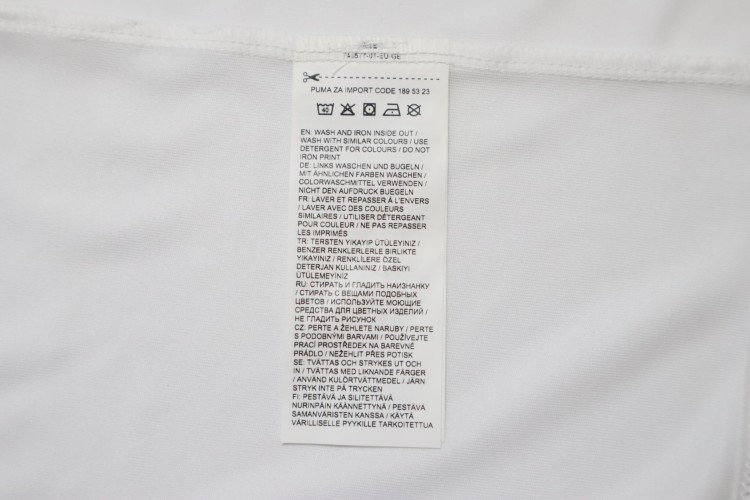 PUMA ZA IMPORT CODE 189 53 23
40
EN: WASH AND IRON INSIDE OUT /
WASH WITH SIMILAR COLOURS / USE
DETERGENT FOR COLOURS / DO NOT
IRON PRINT
DE: LINKS WASCHEN UND BUGELN /
MIT ÄHNLICHEN FARBEN WASCHEN /
COLORWASCHMITTEL VERWENDEN /
NICHT DEN AUFDRUCK BUEGELN
FR: LAVER ET REPASSER À L'ENVERS
/ LAVER AVEC DES COULEURS
SIMILAIRES / UTILISER DÉTERGEANT
POUR COULEUR / NE PAS REPASSER
LES IMPRIMÉS
TR: TERSTEN YIKAYIP ÜTÜLEYINIZ /
BENZER RENKLERLERLE BIRLIKTE
YIKAYINIZ / RENKLILERE ÖZEL
DETERJAN KULLANINIZ / BASKIYI
ÜTÜLEMEYINIZ
RU: СТИРАТЬ И ГЛАДИТЬ НАИЗНАНКУ
/ СТИРАТЬ С ВЕЩАМИ ПОДОБНЫХ
ЦВЕТОВ / ИСПОЛЬЗУЙТЕ МОЮЩИЕ
СРЕДСТВА ДЛЯ ЦВЕТНЫХ ИЗДЕЛИЙ /
НЕ ГЛАДИТЬ РИСУНОК
CZ: PERTE A ŽEHLETE NARUBY / PERTE
S PODOBNÝMI BARVAMI / POUŽÍVEJTE
PRACÍ PROSTŘEDEK NA BAREVNÉ
PRÁDLO / NEŽEHLIT PŘES POTISK
SE: TVÄTTAS OCH STRYKES UT OCH
IN / TVÄTTAS MED LIKNANDE FÄRGER
/ ANVÄND KULÖRTVÄTTMEDEL / JÄRN
STRYK INTE PÅ TRYCKEN
FI: PESTÄVÄ JA SILITETTÄVÄ
NURINPÄIN KÄÄNNETTYNÄ / PESTÄVÄ
SAMANVÄRISTEN KANSSA / KÄYTÄ
VÄRILLISELLE PYYKILLE TARKOITETTUA